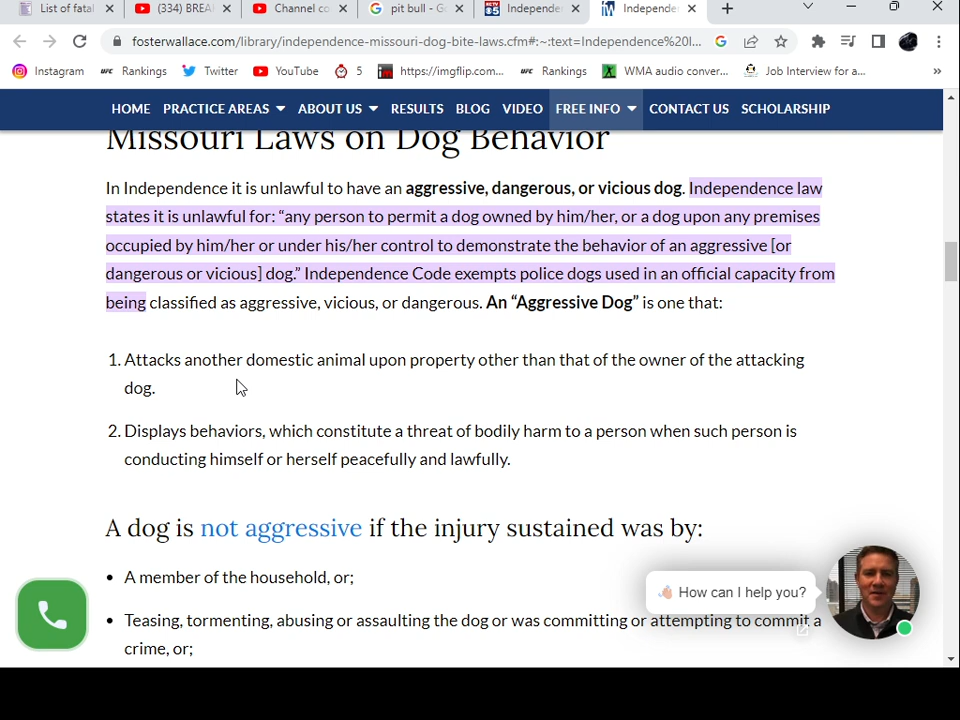 List of fatal
(334) BREA
Channel co
pit bull - Go
KCTV 5
Independen
Independen
fosterwallace.com/library/independence-missouri-dog-bite-laws.cfm#:~:text=Independence%20l...
Instagram
UFC Rankings
Twitter
YouTube
5
im https://imgflip.com...
UFC Rankings
WMA audio conver...
Job Interview for a...
»
HOME PRACTICE AREAS ABOUT US RESULTS BLOG VIDEO FREE INFO CONTACT US SCHOLARSHIP
Missouri Laws on Dog Behavior
In Independence it is unlawful to have an aggressive, dangerous, or vicious dog. Independence law
states it is unlawful for: “any person to permit a dog owned by him/her, or a dog upon any premises
occupied by him/her or under his/her control to demonstrate the behavior of an aggressive [or
dangerous or vicious] dog.” Independence Code exempts police dogs used in an official capacity from
being classified as aggressive, vicious, or dangerous. An “Aggressive Dog” is one that:
1. Attacks another domestic animal upon property other than that of the owner of the attacking
dog.
2. Displays behaviors, which constitute a threat of bodily harm to a person when such person is
conducting himself or herself peacefully and lawfully.
A dog is not aggressive if the injury sustained was by:
• A member of the household, or;
👋 How can I help you?
• Teasing, tormenting, abusing or assaulting the dog or was committing or attempting to commit a
crime, or;